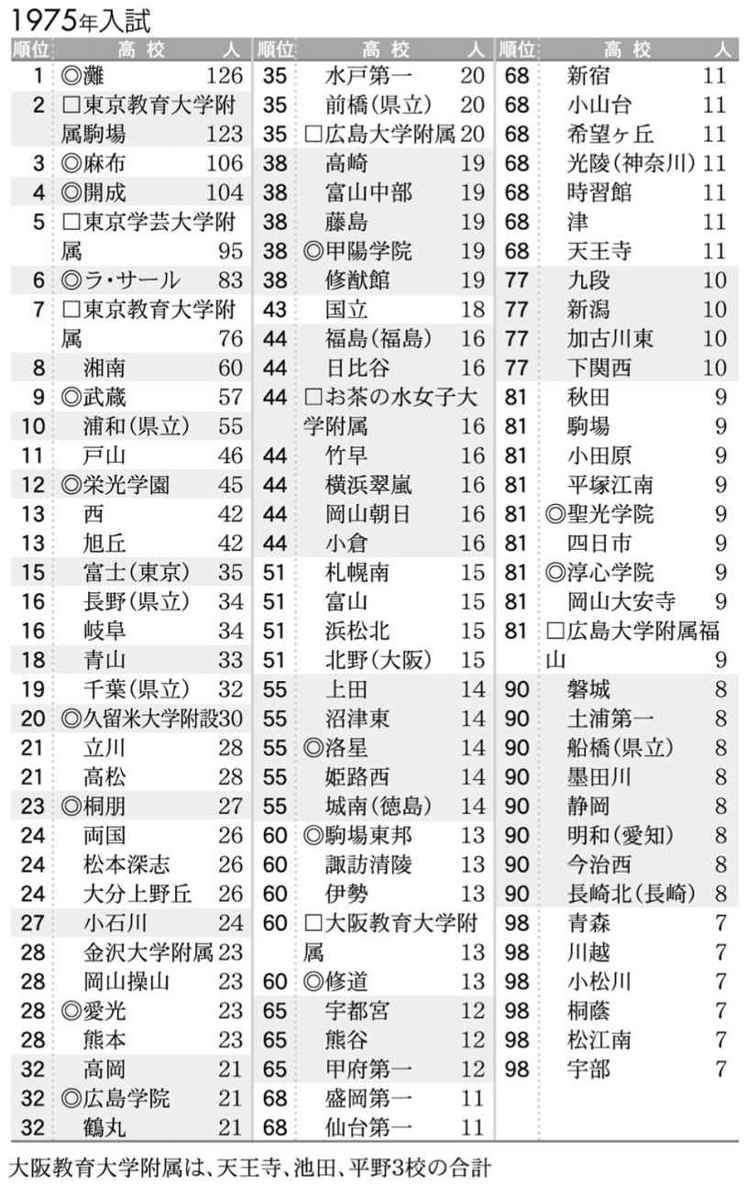 1975年入試
順位 高校 人
1 ◎灘 126
2 □東京教育大学附
属駒場 123
3 ◎麻布 106
4 ◎開成 104
5 □東京学芸大学附
属 95
6 ◎ラ・サール 83
7 □東京教育大学附
属 76
8 湘南 60
9 ◎武蔵 57
10 浦和(県立) 55
11 戸山 46
12 ◎栄光学園 45
13 西 42
13 旭丘 42
15 富士(東京) 35
16 長野(県立) 34
16 岐阜 34
18 青山 33
19 千葉(県立) 32
20 ◎久留米大学附設30
21 立川 28
21 高松 28
23 ◎桐朋 27
24 両国 26
24 松本深志 26
24 大分上野丘 26
27 小石川 24
28 金沢大学附属 23
28 岡山操山 23
28 ◎愛光 23
28 熊本 23
32 高岡 21
32 ◎広島学院 21
32 鶴丸 21
順位 高校 人
35 水戸第一 20
35 前橋(県立) 20
35 □広島大学附属 20
38 高崎 19
38 富山中部 19
38 藤島 19
38 ◎甲陽学院 19
38 修猷館 19
43 国立 18
44 福島(福島) 16
44 日比谷 16
44 □お茶の水女子大
学附属 16
44 竹早 16
44 横浜翠嵐 16
44 岡山朝日 16
44 小倉 16
51 札幌南 15
51 富山 15
51 浜松北 15
51 北野(大阪) 15
55 上田 14
55 沼津東 14
55 ◎洛星 14
55 姫路西 14
55 城南(徳島) 14
60 ◎駒場東邦 13
60 諏訪清陵 13
60 伊勢 13
60 □大阪教育大学附
属 13
60 ◎修道 13
65 宇都宮 12
65 熊谷 12
65 甲府第一 12
68 盛岡第一 11
68 仙台第一 11
順位 高校 人
68 新宿 11
68 小山台 11
68 希望ヶ丘 11
68 光陵(神奈川) 11
68 時習館 11
68 津 11
68 天王寺 11
77 九段 10
77 新潟 10
77 加古川東 10
77 下関西 10
81 秋田 9
81 駒場 9
81 小田原 9
81 平塚江南 9
81 ◎聖光学院 9
81 四日市 9
81 ◎淳心学院 9
81 岡山大安寺 9
81 □広島大学附属福
山 9
90 磐城 8
90 土浦第一 8
90 船橋(県立) 8
90 墨田川 8
90 静岡 8
90 明和(愛知) 8
90 今治西 8
90 長崎北(長崎) 8
98 青森 7
98 川越 7
98 小松川 7
98 桐蔭 7
98 松江南 7
98 宇部 7
大阪教育大学附属は、天王寺、池田、平野3校の合計